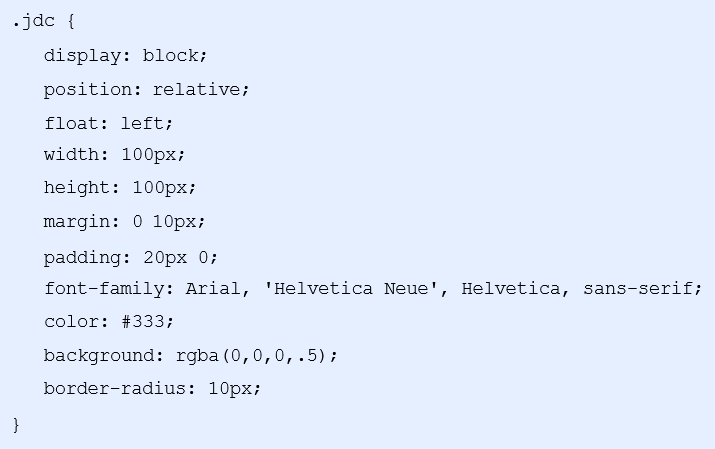 .jdc {
display: block;
position: relative;
float: left;
width: 100px;
height: 100px;
margin: 0 10px;
padding: 20px 0;
font-family: Arial, 'Helvetica Neue', Helvetica, sans-serif;
color: #333;
background: rgba(0,0,0,.5);
border-radius: 10px;
}